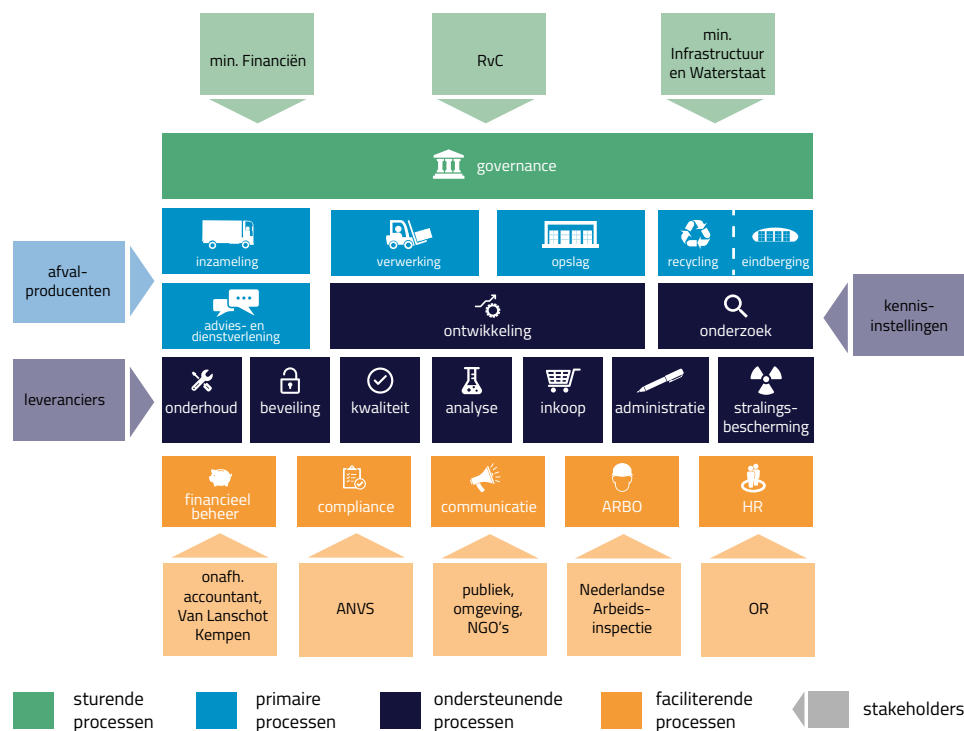 min. Financiën
RvC
min.
Infrastructuur
en Waterstaat
governance
inzameling
verwerking
opslag
recycling
eindberging
afval-
producenten
advies- en
dienstverlening
ontwikkeling
onderzoek
kennis-
instellingen
leveranciers
onderhoud
beveiling
kwaliteit
analyse
inkoop
administratie
stralings-
bescherming
financieel
beheer
compliance
communicatie
ARBO
HR
onafh.
accountant,
Van Lanschot
Kempen
ANVS
publiek,
omgeving,
NGO's
Nederlandse
Arbeids-
inspectie
OR
sturende
processen
primaire
processen
ondersteunende
processen
faciliterende
processen
stakeholders